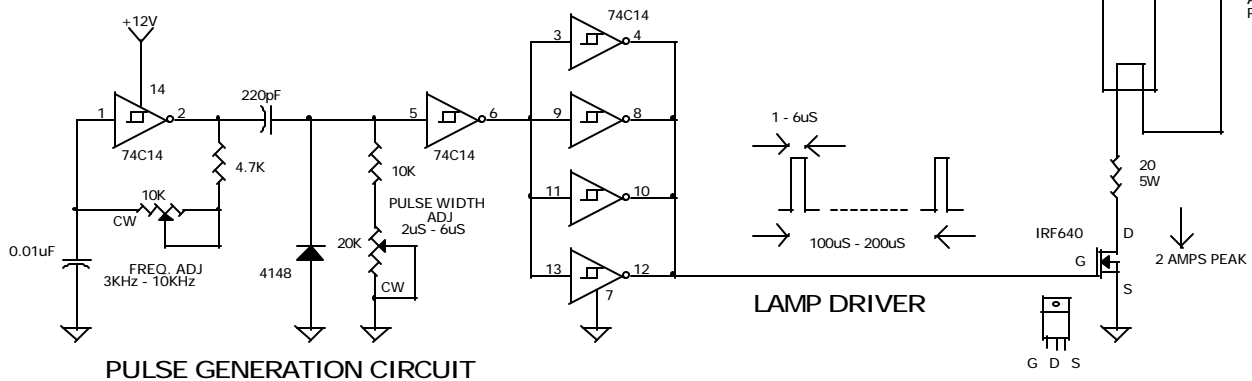 +12V
14
1
2
74C14
220pF
4.7K
10K
CW
0.01uF
FREQ. ADJ
3KHz - 10KHz
4148
10K
PULSE WIDTH
ADJ
2uS - 6uS
20K
CW
5
6
74C14
74C14
3
4
9
8
11
10
13
12
7
1 - 6uS
100uS - 200uS
LAMP DRIVER
20
5W
IRF640
D
G
S
2 AMPS PEAK
G D S
PULSE GENERATION CIRCUIT